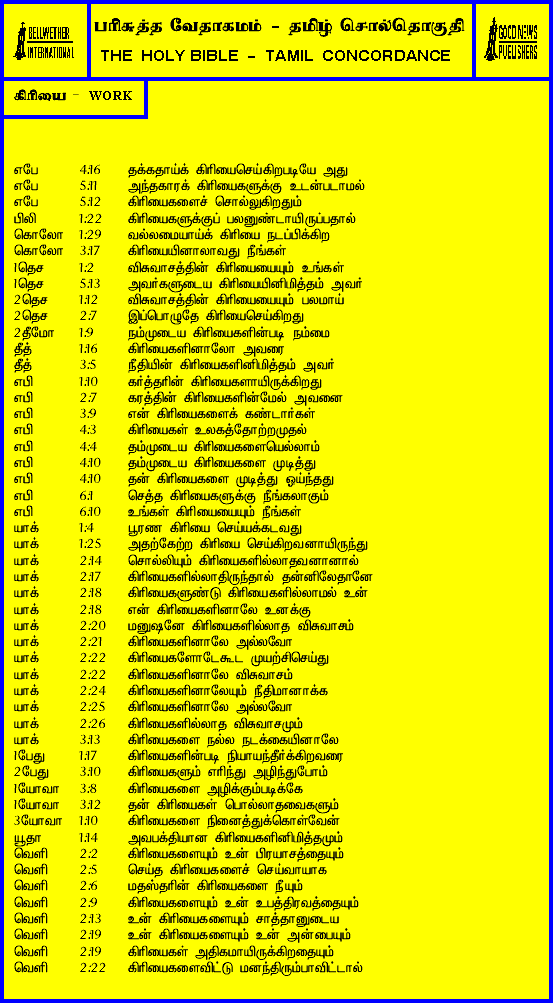 BELLWETHER
INTERNATIONAL
பரிசுத்த வேதாகமம் - தமிழ் சொல்தொகுதி
THE HOLY BIBLE - TAMIL CONCORDANCE
GOOD NEWS
PUBLISHERS
கிரியை - WORK
எபே 4:16 தக்கதாய்க் கிரியைசெய்கிறபடியே அது
எபே 5:11 அந்தகாரக் கிரியைகளுக்கு உடன்படாமல்
எபே 5:12 கிரியைகளைச் சொல்லுகிறதும்
பிலி 1:22 கிரியைகளுக்குப் பலனுண்டாயிருப்பதால்
கொலோ 1:29 வல்லமையாய்க் கிரியை நடப்பிக்கிற
கொலோ 3:17 கிரியையினாலாவது நீங்கள்
1தெச 1:2 விசுவாசத்தின் கிரியையையும் உங்கள்
1தெச 5:13 அவர்களுடைய கிரியையினிமித்தம் அவர்
2தெச 1:12 விசுவாசத்தின் கிரியையையும் பலமாய்
2தெச 2:7 இப்பொழுதே கிரியைசெய்கிறது
2தீமோ 1:9 நம்முடைய கிரியைகளின்படி நம்மை
தீத் 1:16 கிரியைகளினாலோ அவரை
தீத் 3:5 நீதியின் கிரியைகளினிமித்தம் அவர்
எபி 1:10 கர்த்தரின் கிரியைகளாயிருக்கிறது
எபி 2:7 கரத்தின் கிரியைகளின்மேல் அவனை
எபி 3:9 என் கிரியைகளைக் கண்டார்கள்
எபி 4:3 கிரியைகள் உலகத்தோற்றமுதல்
எபி 4:4 தம்முடைய கிரியைகளையெல்லாம்
எபி 4:10 தம்முடைய கிரியைகளை முடித்து
எபி 4:10 தன் கிரியைகளை முடித்து ஓய்ந்தது
எபி 6:1 செத்த கிரியைகளுக்கு நீங்கலாகும்
எபி 6:10 உங்கள் கிரியையையும் நீங்கள்
யாக் 1:4 பூரண கிரியை செய்யக்கடவது
யாக் 1:25 அதற்கேற்ற கிரியை செய்கிறவனாயிருந்து
யாக் 2:14 சொல்லியும் கிரியைகளில்லாதவனானால்
யாக் 2:17 கிரியைகளில்லாதிருந்தால் தன்னிலேதானே
யாக் 2:18 கிரியைகளுண்டு கிரியைகளில்லாமல் உன்
யாக் 2:18 என் கிரியைகளினாலே உனக்கு
யாக் 2:20 மனுஷனே கிரியைகளில்லாத விசுவாசம்
யாக் 2:21 கிரியைகளினாலே அல்லவோ
யாக் 2:22 கிரியைகளோடேகூட முயற்சிசெய்து
யாக் 2:22 கிரியைகளினாலே விசுவாசம்
யாக் 2:24 கிரியைகளினாலேயும் நீதிமானாக்க
யாக் 2:25 கிரியைகளினாலே அல்லவோ
யாக் 2:26 கிரியைகளில்லாத விசுவாசமும்
யாக் 3:13 கிரியைகளை நல்ல நடக்கையினாலே
1பேது 1:17 கிரியைகளின்படி நியாயந்தீர்க்கிறவரை
2பேது 3:10 கிரியைகளும் எரிந்து அழிந்துபோம்
1யோவா 3:8 கிரியைகளை அழிக்கும்படிக்கே
1யோவா 3:12 தன் கிரியைகள் பொல்லாதவைகளும்
3யோவா 1:10 கிரியைகளை நினைத்துக்கொள்வேன்
யூதா 1:14 அவபக்தியான கிரியைகளினிமித்தமும்
வெளி 2:2 கிரியைகளையும் உன் பிரயாசத்தையும்
வெளி 2:5 செய்த கிரியைகளைச் செய்வாயாக
வெளி 2:6 மதஸ்தரின் கிரியைகளை நீயும்
வெளி 2:9 கிரியைகளையும் உன் உபத்திரவத்தையும்
வெளி 2:13 உன் கிரியைகளையும் சாத்தானுடைய
வெளி 2:19 உன் கிரியைகளையும் உன் அன்பையும்
வெளி 2:19 கிரியைகள் அதிகமாயிருக்கிறதையும்
வெளி 2:22 கிரியைகளைவிட்டு மனந்திரும்பாவிட்டால்